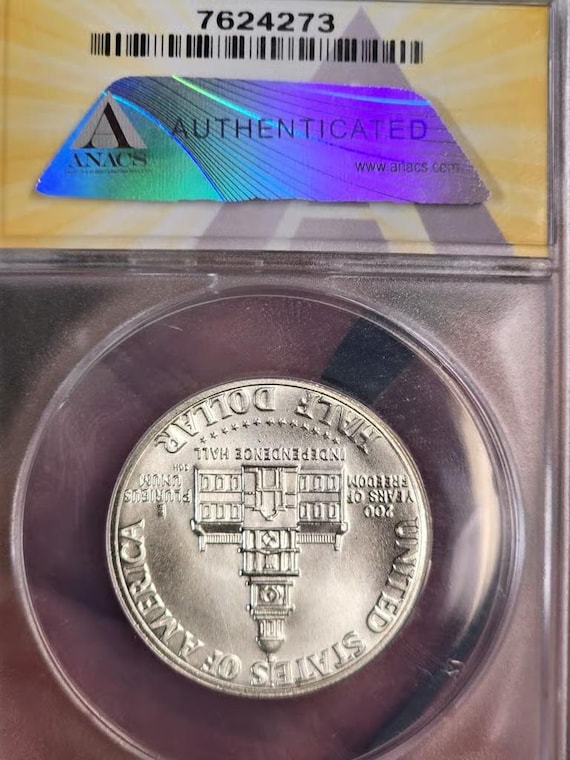 7624273
ANACS
AUTHENTICATED
www.anacs.com
UNITED STATES OF AMERICA
200
YEARS OF
FREEDOM
E
PLURIBUS
UNUM
INDEPENDENCE HALL
HALF DOLLAR